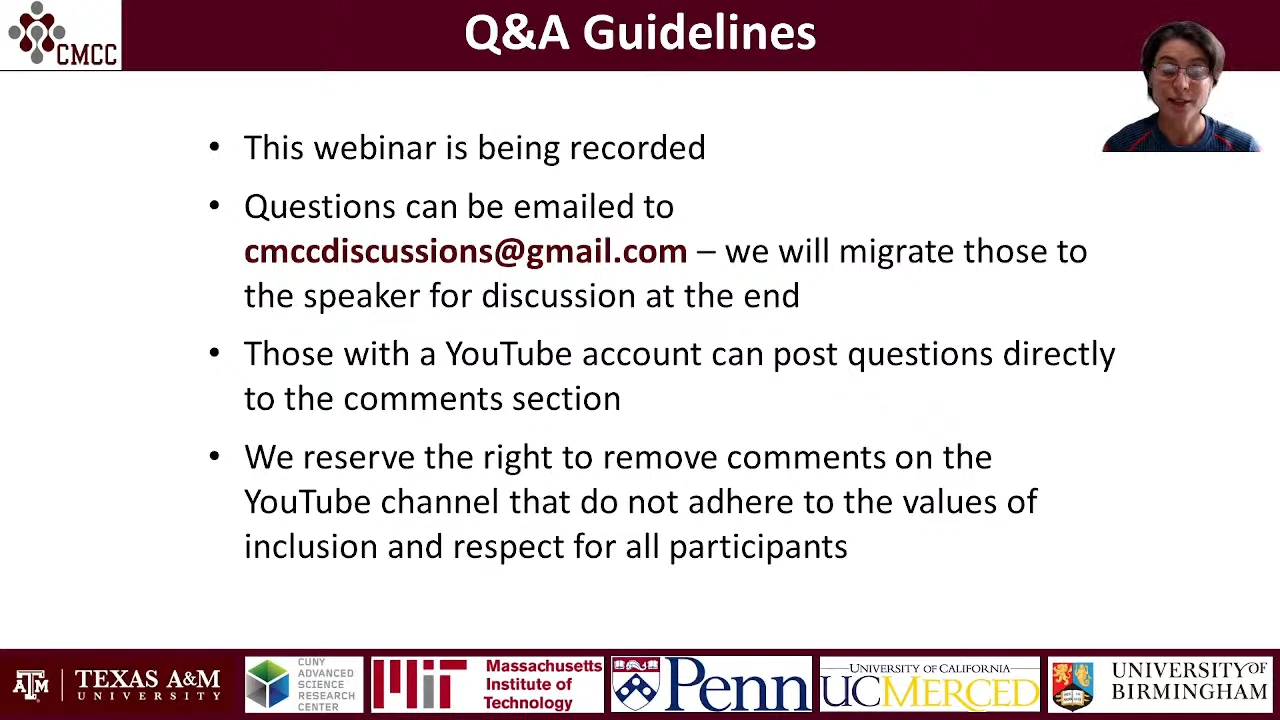 CMCC
Q&A Guidelines
• This webinar is being recorded
• Questions can be emailed to
cmccdiscussions@gmail.com – we will migrate those to
the speaker for discussion at the end
• Those with a YouTube account can post questions directly
to the comments section
• We reserve the right to remove comments on the
YouTube channel that do not adhere to the values of
inclusion and respect for all participants
TEXAS A&M
UNIVERSITY
CUNY
ADVANCED
SCIENCE
RESEARCH
CENTER
Massachusetts
Institute of
Technology
Penn
UNIVERSITY OF CALIFORNIA
UCMERCED
UNIVERSITY OF
BIRMINGHAM